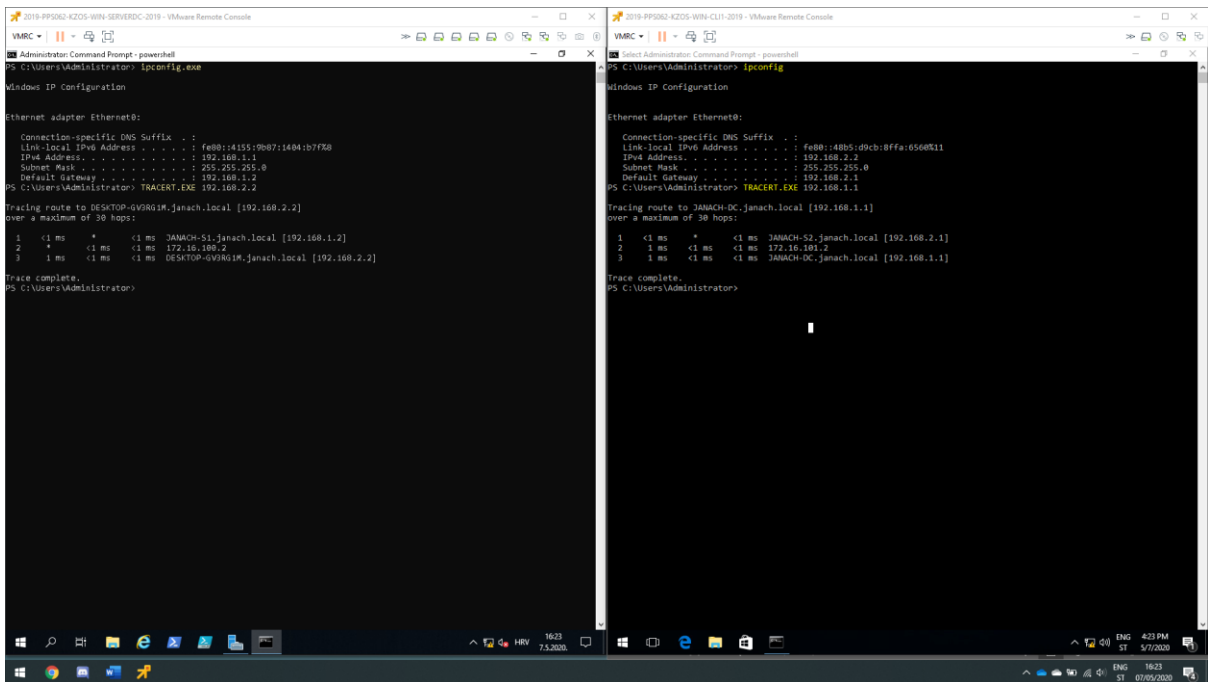 2019-PPS062-KZOS-WIN-SERVERDC-2019 - VMware Remote Console
VMRC
Administrator: Command Prompt - powershell
PS C:\Users\Administrator> ipconfig.exe
Windows IP Configuration
Ethernet adapter Ethernet0:
Connection-specific DNS Suffix . :
Link-local IPv6 Address . . . . . : fe80::4155:9b87:1404:b7f%8
IPv4 Address. . . . . . . . . . . : 192.168.1.1
Subnet Mask . . . . . . . . . . . : 255.255.255.0
Default Gateway . . . . . . . . . : 192.168.1.2
PS C:\Users\Administrator> TRACERT.EXE 192.168.2.2
Tracing route to DESKTOP-GV3RG1M.janach.local [192.168.2.2]
over a maximum of 30 hops:
1 <1 ms * <1 ms JANACH-S1.janach.local [192.168.1.2]
2 * <1 ms <1 ms 172.16.100.2
3 1 ms <1 ms <1 ms DESKTOP-GV3RG1M.janach.local [192.168.2.2]
Trace complete.
PS C:\Users\Administrator>
HRV
16:23
7.5.2020.
2019-PPS062-KZOS-WIN-CLI1-2019 - VMware Remote Console
VMRC
Select Administrator: Command Prompt - powershell
PS C:\Users\Administrator> ipconfig
Windows IP Configuration
Ethernet adapter Ethernet0:
Connection-specific DNS Suffix . :
Link-local IPv6 Address . . . . . : fe80::48b5:d9cb:8ffa:6560%11
IPv4 Address. . . . . . . . . . . : 192.168.2.2
Subnet Mask . . . . . . . . . . . : 255.255.255.0
Default Gateway . . . . . . . . . : 192.168.2.1
PS C:\Users\Administrator> TRACERT.EXE 192.168.1.1
Tracing route to JANACH-DC.janach.local [192.168.1.1]
over a maximum of 30 hops:
1 <1 ms * <1 ms JANACH-S2.janach.local [192.168.2.1]
2 1 ms <1 ms <1 ms 172.16.101.2
3 1 ms <1 ms <1 ms JANACH-DC.janach.local [192.168.1.1]
Trace complete.
PS C:\Users\Administrator>
ENG 4:23 PM
ST 5/7/2020
ENG 16:23
ST 07/05/2020